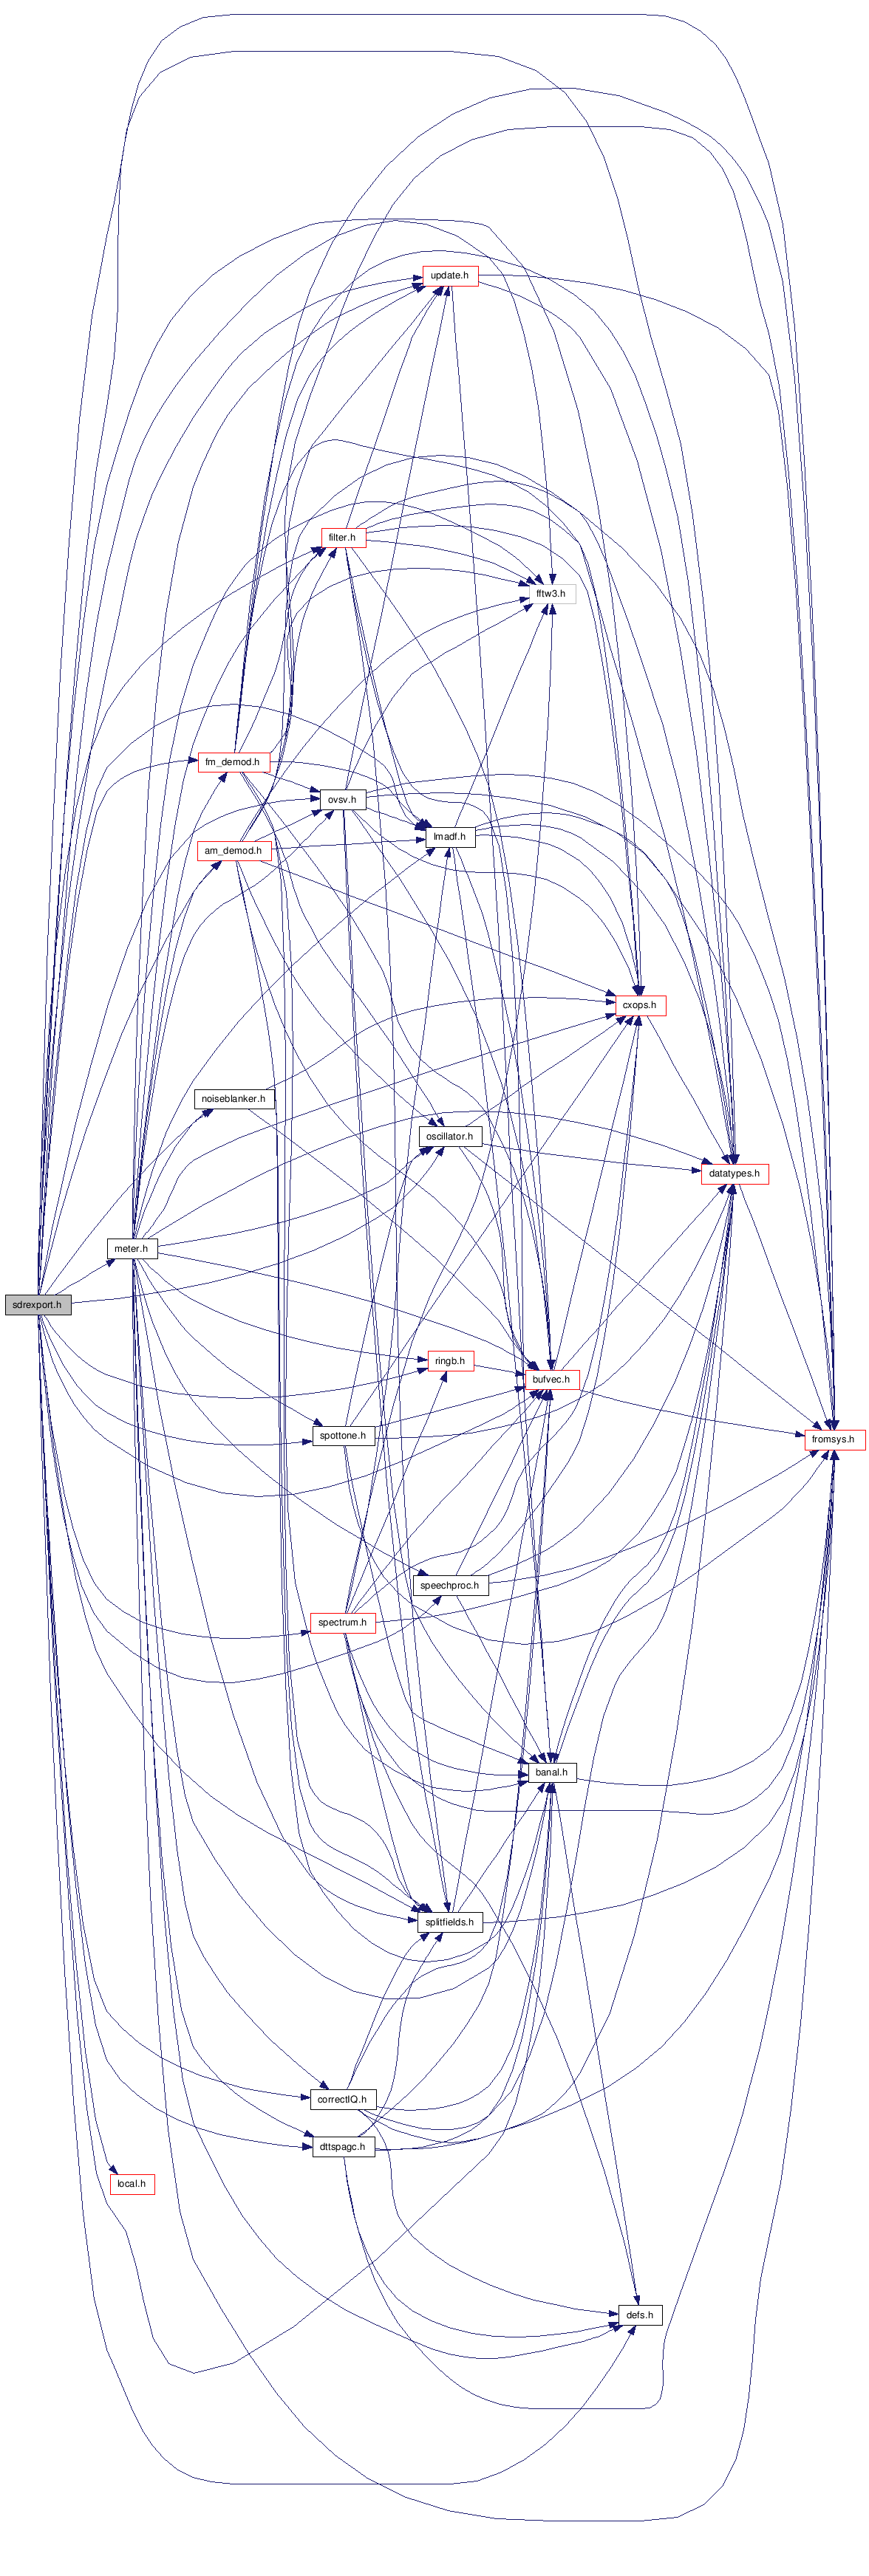 update.h
filter.h
fftw3.h
fm_demod.h
ovsv.h
lmadf.h
am_demod.h
cxops.h
noiseblanker.h
oscillator.h
datatypes.h
meter.h
sdrexport.h
ringb.h
bufvec.h
spottone.h
fromsys.h
speechproc.h
spectrum.h
banal.h
splitfields.h
correctIQ.h
dttspagc.h
local.h
defs.h